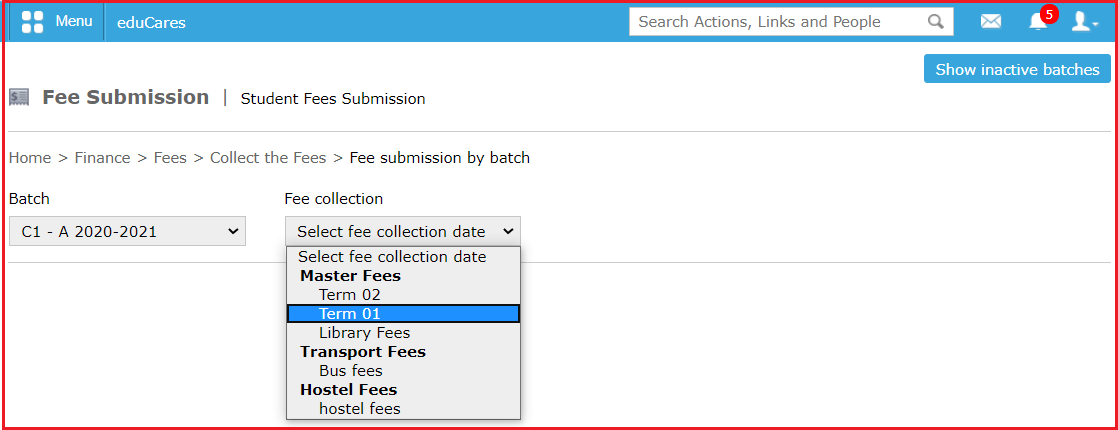 Menu eduCares Search Actions, Links and People 5
Show inactive batches
Fee Submission | Student Fees Submission
Home > Finance > Fees > Collect the Fees > Fee submission by batch
Batch Fee collection
C1 - A 2020-2021 Select fee collection date
Select fee collection date
Master Fees
Term 02
Term 01
Library Fees
Transport Fees
Bus fees
Hostel Fees
hostel fees